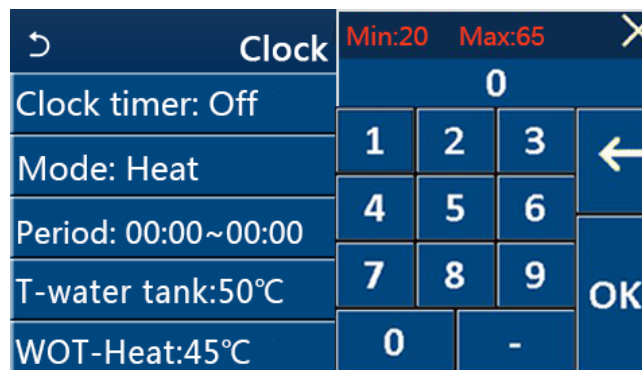 Clock
Clock timer: Off
Mode: Heat
Period: 00:00~00:00
T-water tank:50℃
WOT-Heat:45℃
Min:20 Max:65
0
1 2 3
4 5 6
7 8 9
OK
0 -